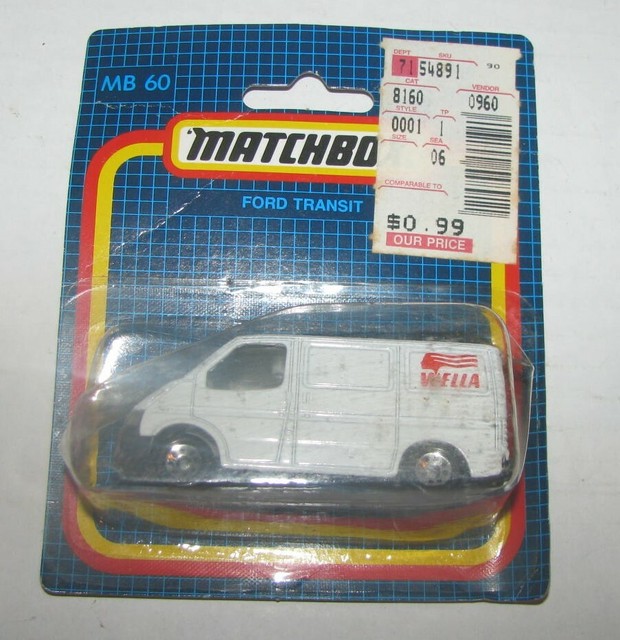 MB 60
MATCHBO
FORD TRANSIT
DEPT SKU
71 54891 90
CAT VENDOR
8160 0960
STYLE TP
0001 1
SIZE SEA
06
COMPARABLE TO
$0.99
OUR PRICE
WELLA